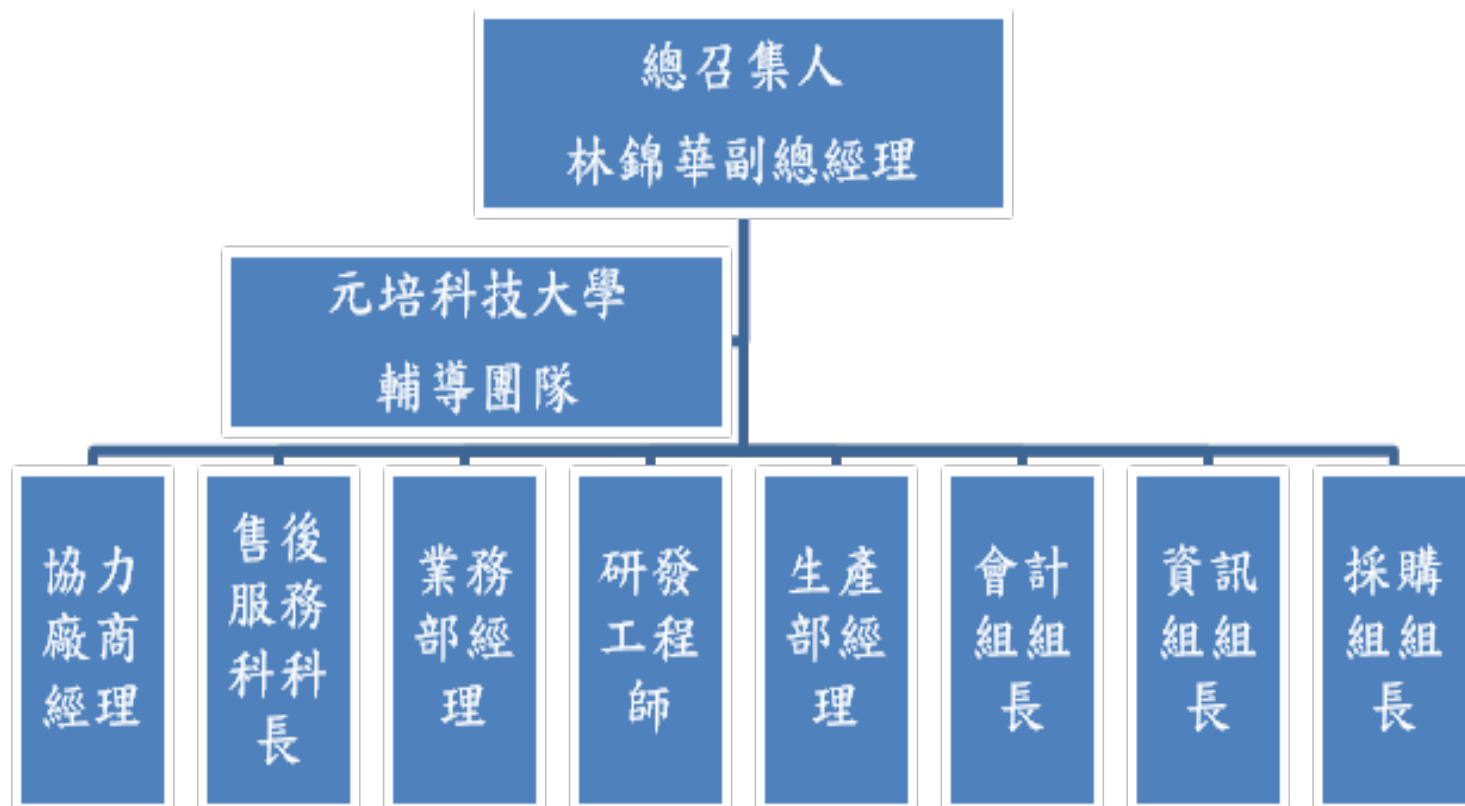 總召集人
林錦華副總經理
元培科技大學
輔導團隊
協力
廠商
經理
售後
服務
科科
長
業務
部經
理
研發
工程
師
生產
部經
理
會計
組組
長
資訊
組組
長
採購
組組
長